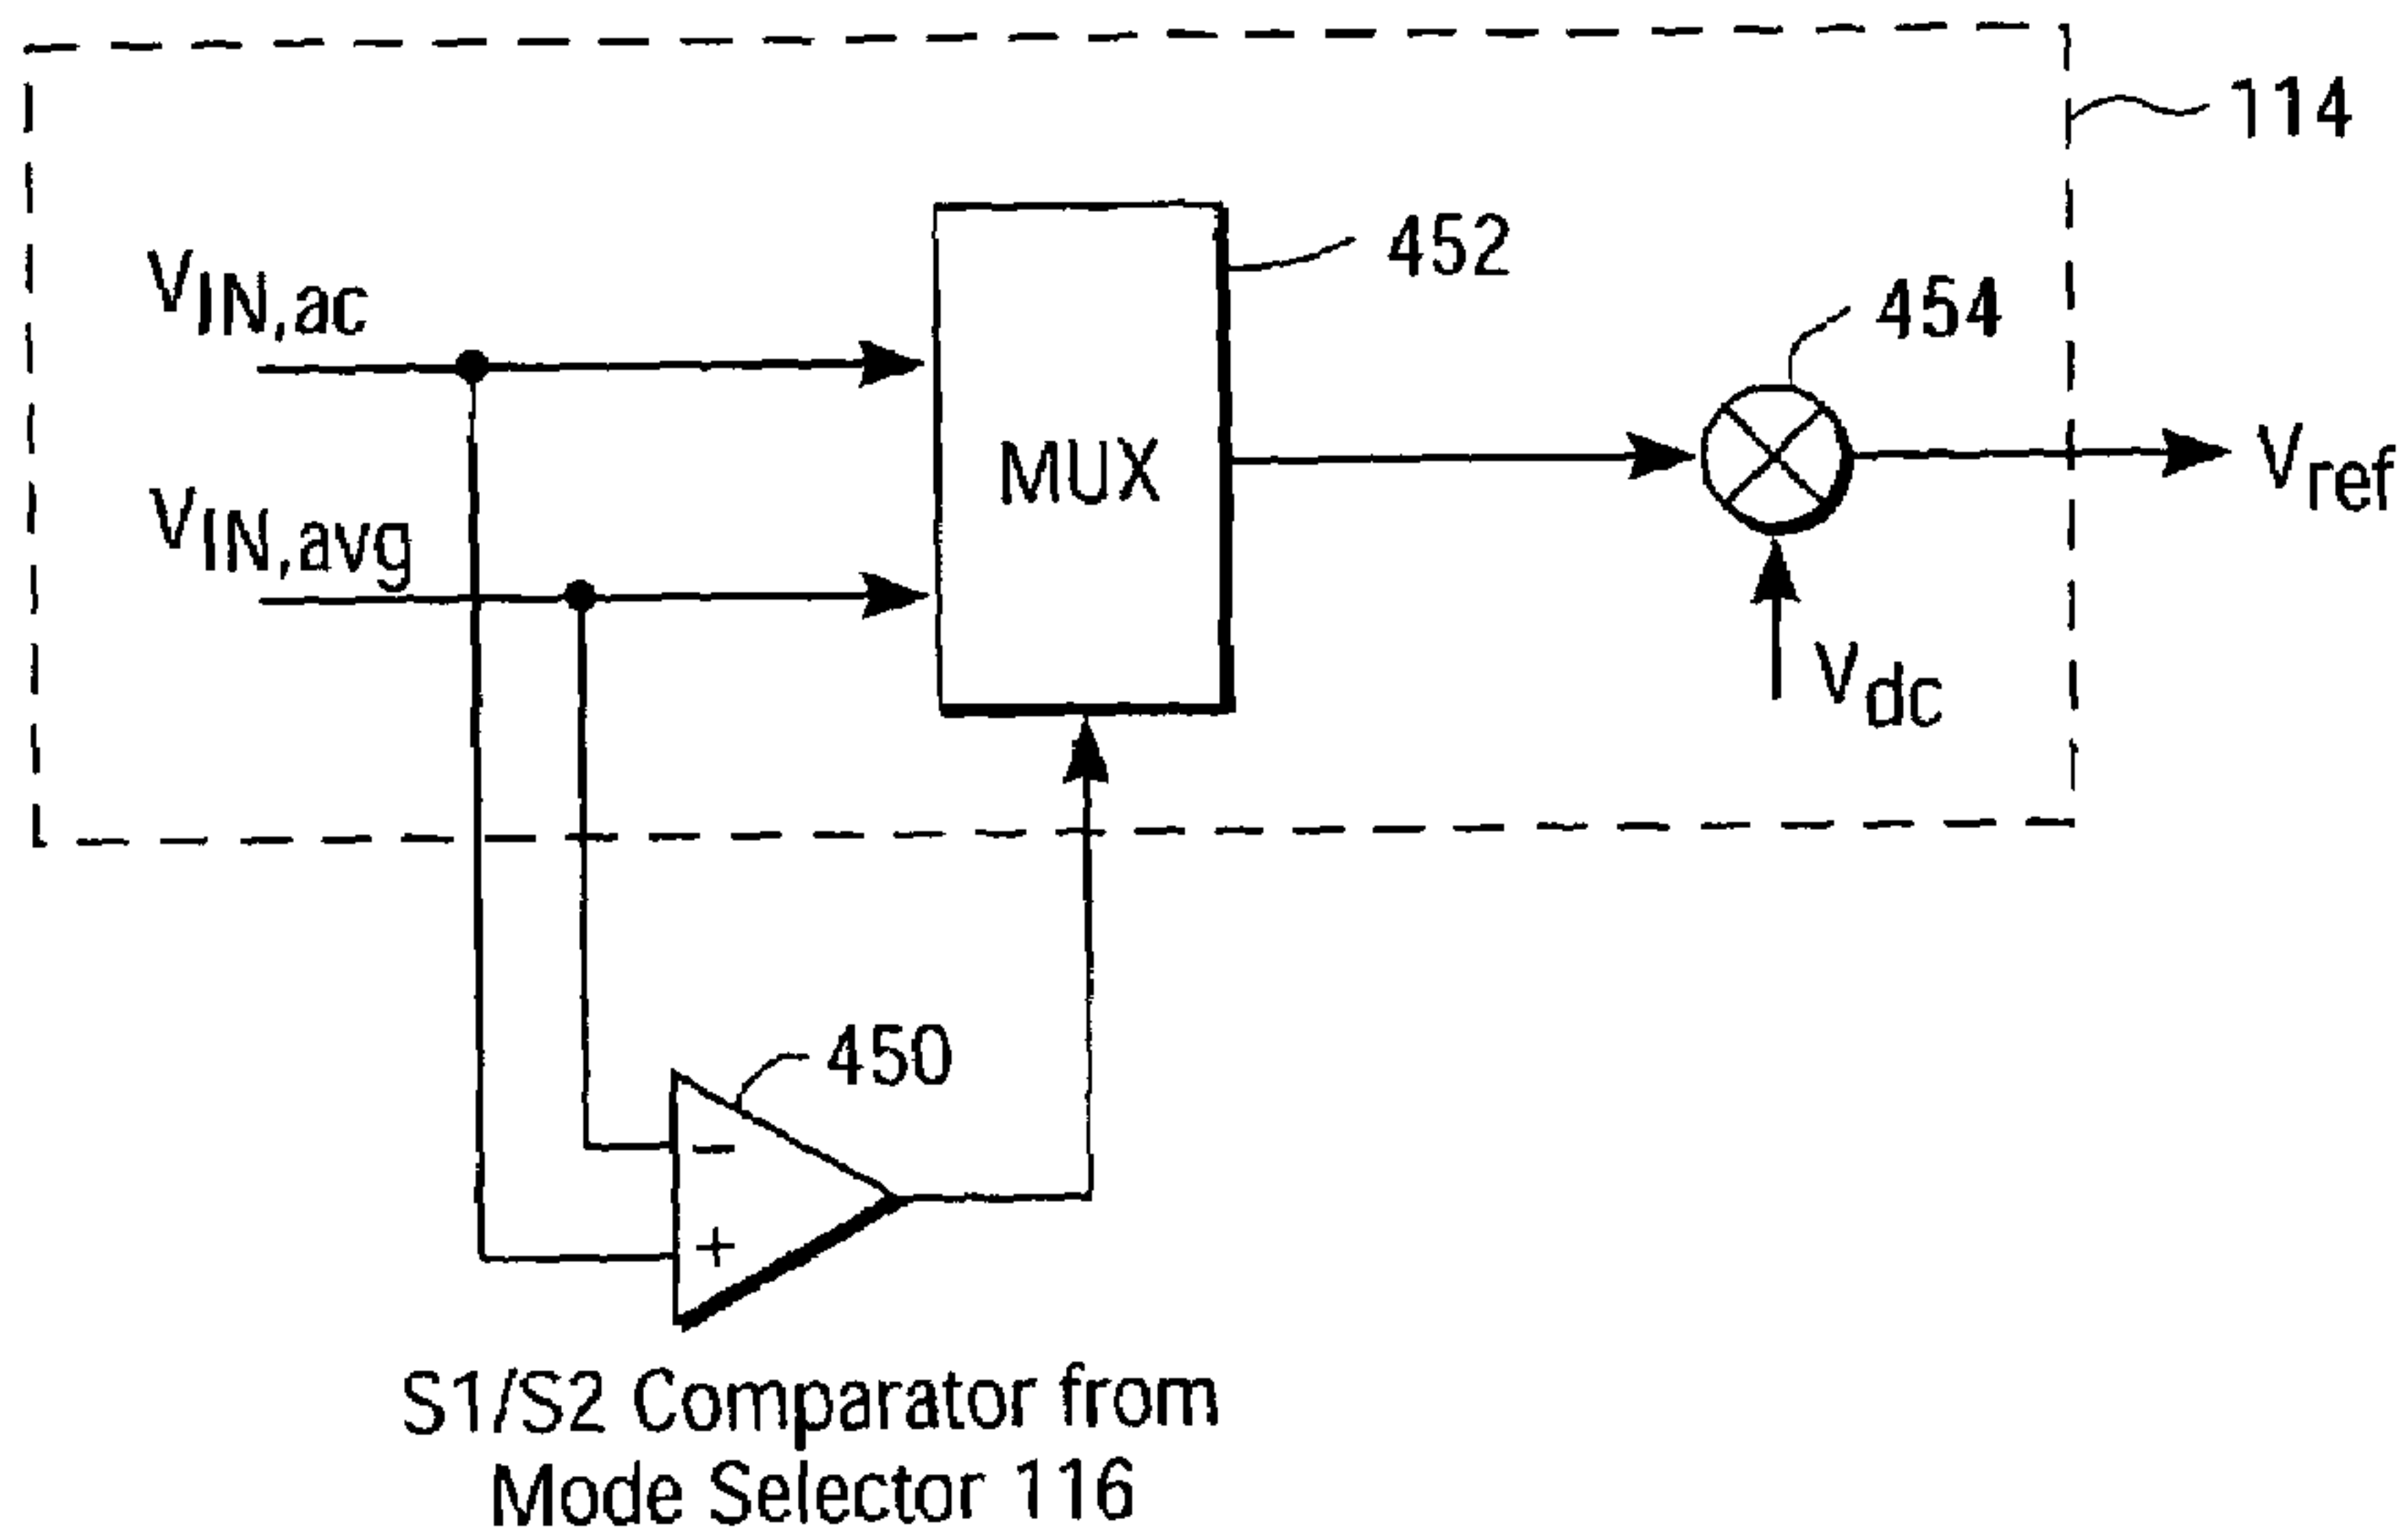 114
452
V_IN,ac
454
V_ref
MUX
V_IN,avg
V_dc
450
−
+
S1/S2 Comparator from
Mode Selector 116